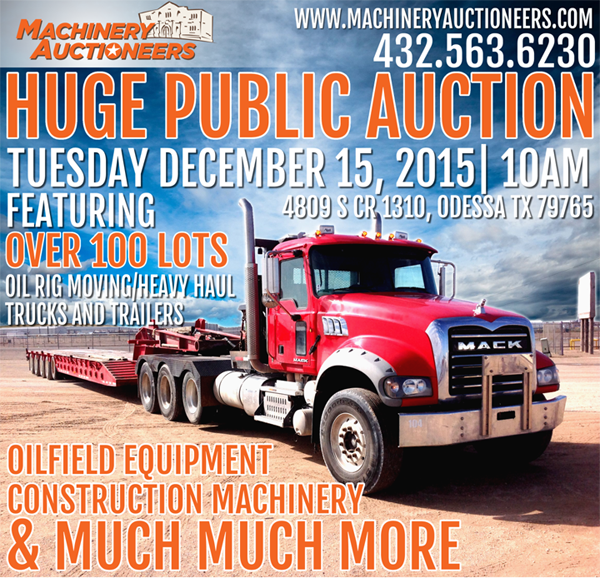 MACHINERY
AUCTIONEERS
WWW.MACHINERYAUCTIONEERS.COM
432.563.6230
HUGE PUBLIC AUCTION
TUESDAY DECEMBER 15, 2015| 10AM
FEATURING
4809 S CR 1310, ODESSA TX 79765
OVER 100 LOTS
OIL RIG MOVING/HEAVY HAUL
TRUCKS AND TRAILERS
MACK
OILFIELD EQUIPMENT
CONSTRUCTION MACHINERY
& MUCH MUCH MORE